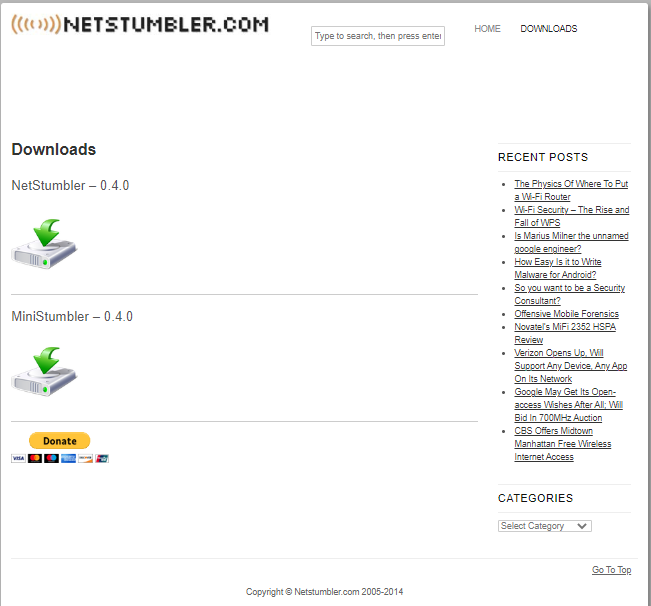 NETSTUMBLER.COM
Type to search, then press enter
HOME
DOWNLOADS
Downloads
NetStumbler – 0.4.0
MiniStumbler – 0.4.0
Donate
VISA
DISCOVER
RECENT POSTS
The Physics Of Where To Put
a Wi-Fi Router
Wi-Fi Security – The Rise and
Fall of WPS
Is Marius Milner the unnamed
google engineer?
How Easy Is it to Write
Malware for Android?
So you want to be a Security
Consultant?
Offensive Mobile Forensics
Novatel's MiFi 2352 HSPA
Review
Verizon Opens Up, Will
Support Any Device, Any App
On Its Network
Google May Get Its Open-
access Wishes After All; Will
Bid In 700MHz Auction
CBS Offers Midtown
Manhattan Free Wireless
Internet Access
CATEGORIES
Select Category
Go To Top
Copyright © Netstumbler.com 2005-2014